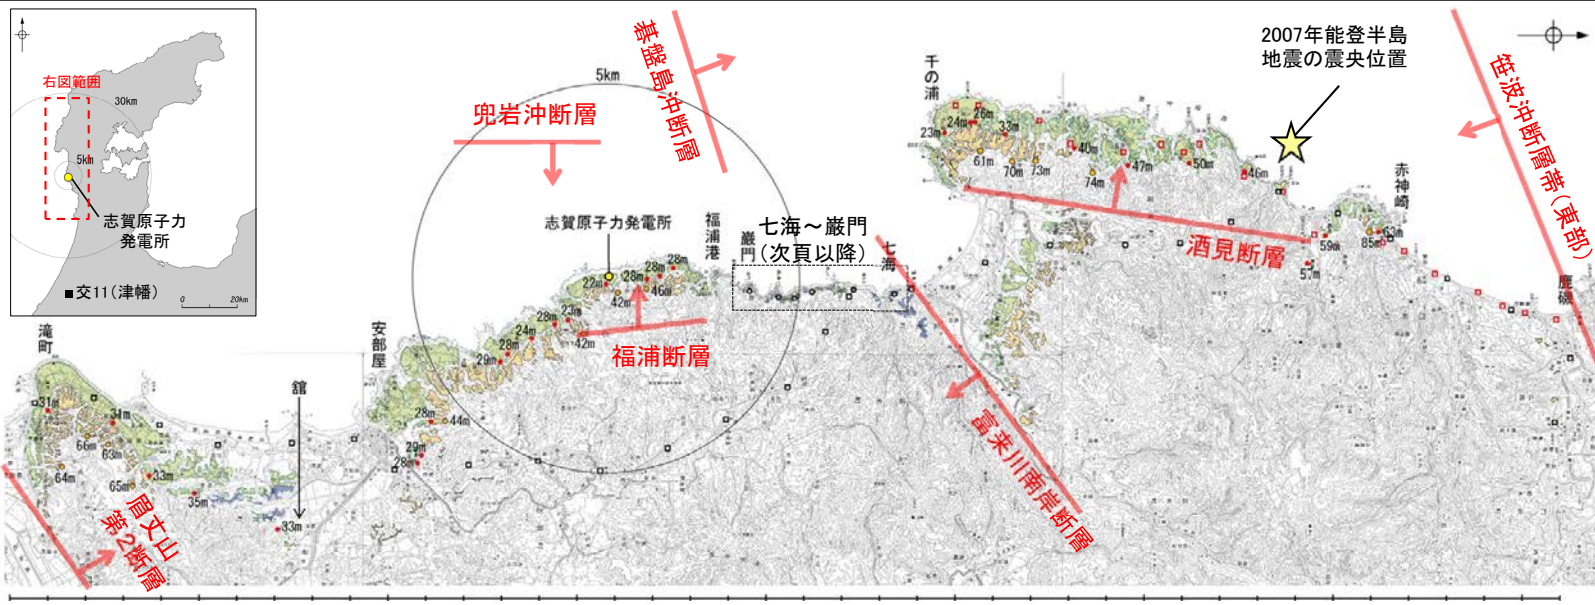 右図範囲
30km
5km
志賀原子力
発電所
■交11(津幡)
0 20km
5km
兜岩沖断層
碁盤島沖断層
千の浦
2007年能登半島
地震の震央位置
笹波沖断層帯(東部)
23m
24m
26m
33m
61m
70m
73m
40m
74m
47m
50m
46m
赤神崎
59m
85m
63m
酒見断層
鹿磯
志賀原子力発電所
福浦港
巌門
七海～巌門
(次頁以降)
七海
22m
28m
28m
28m
42m
46m
福浦断層
富来川南岸断層
安部屋
29m
24m
28m
23m
42m
28m
44m
29m
28m
滝町
舘
31m
31m
66m
63m
64m
65m
33m
35m
33m
眉丈山
第2断層